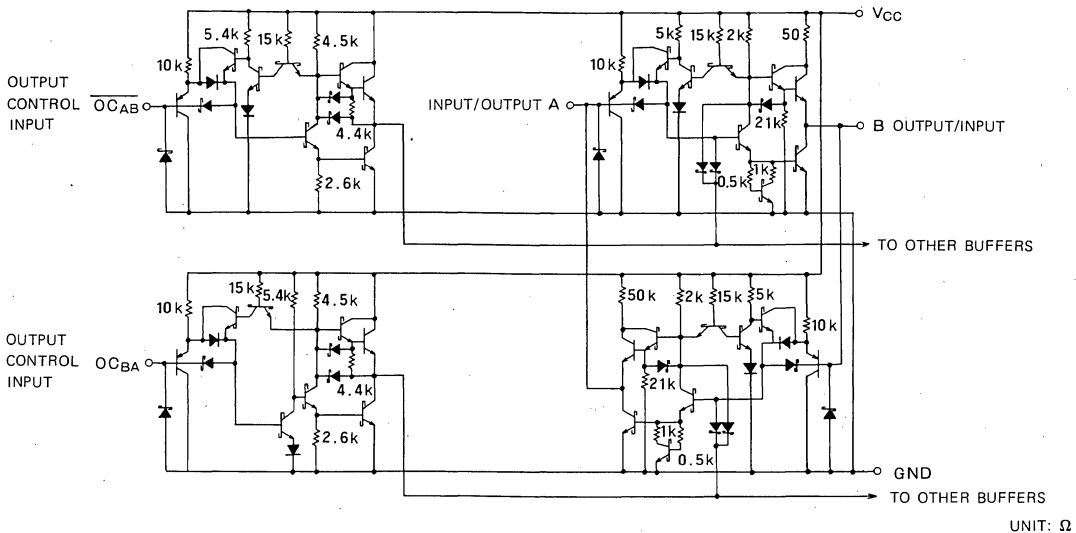 VCC
5.4k 15k 4.5k
10k
OUTPUT
CONTROL
INPUT
OCAB
4.4k
2.6k
5k 15k 2k 50
10k
INPUT/OUTPUT A
21k
B OUTPUT/INPUT
0.5k
1k
TO OTHER BUFFERS
15k
5.4k
4.5k
10k
OUTPUT
CONTROL
INPUT
OCBA
4.4k
2.6k
50k 2k 15k 5k
10k
21k
1k
0.5k
GND
TO OTHER BUFFERS
UNIT: Ω